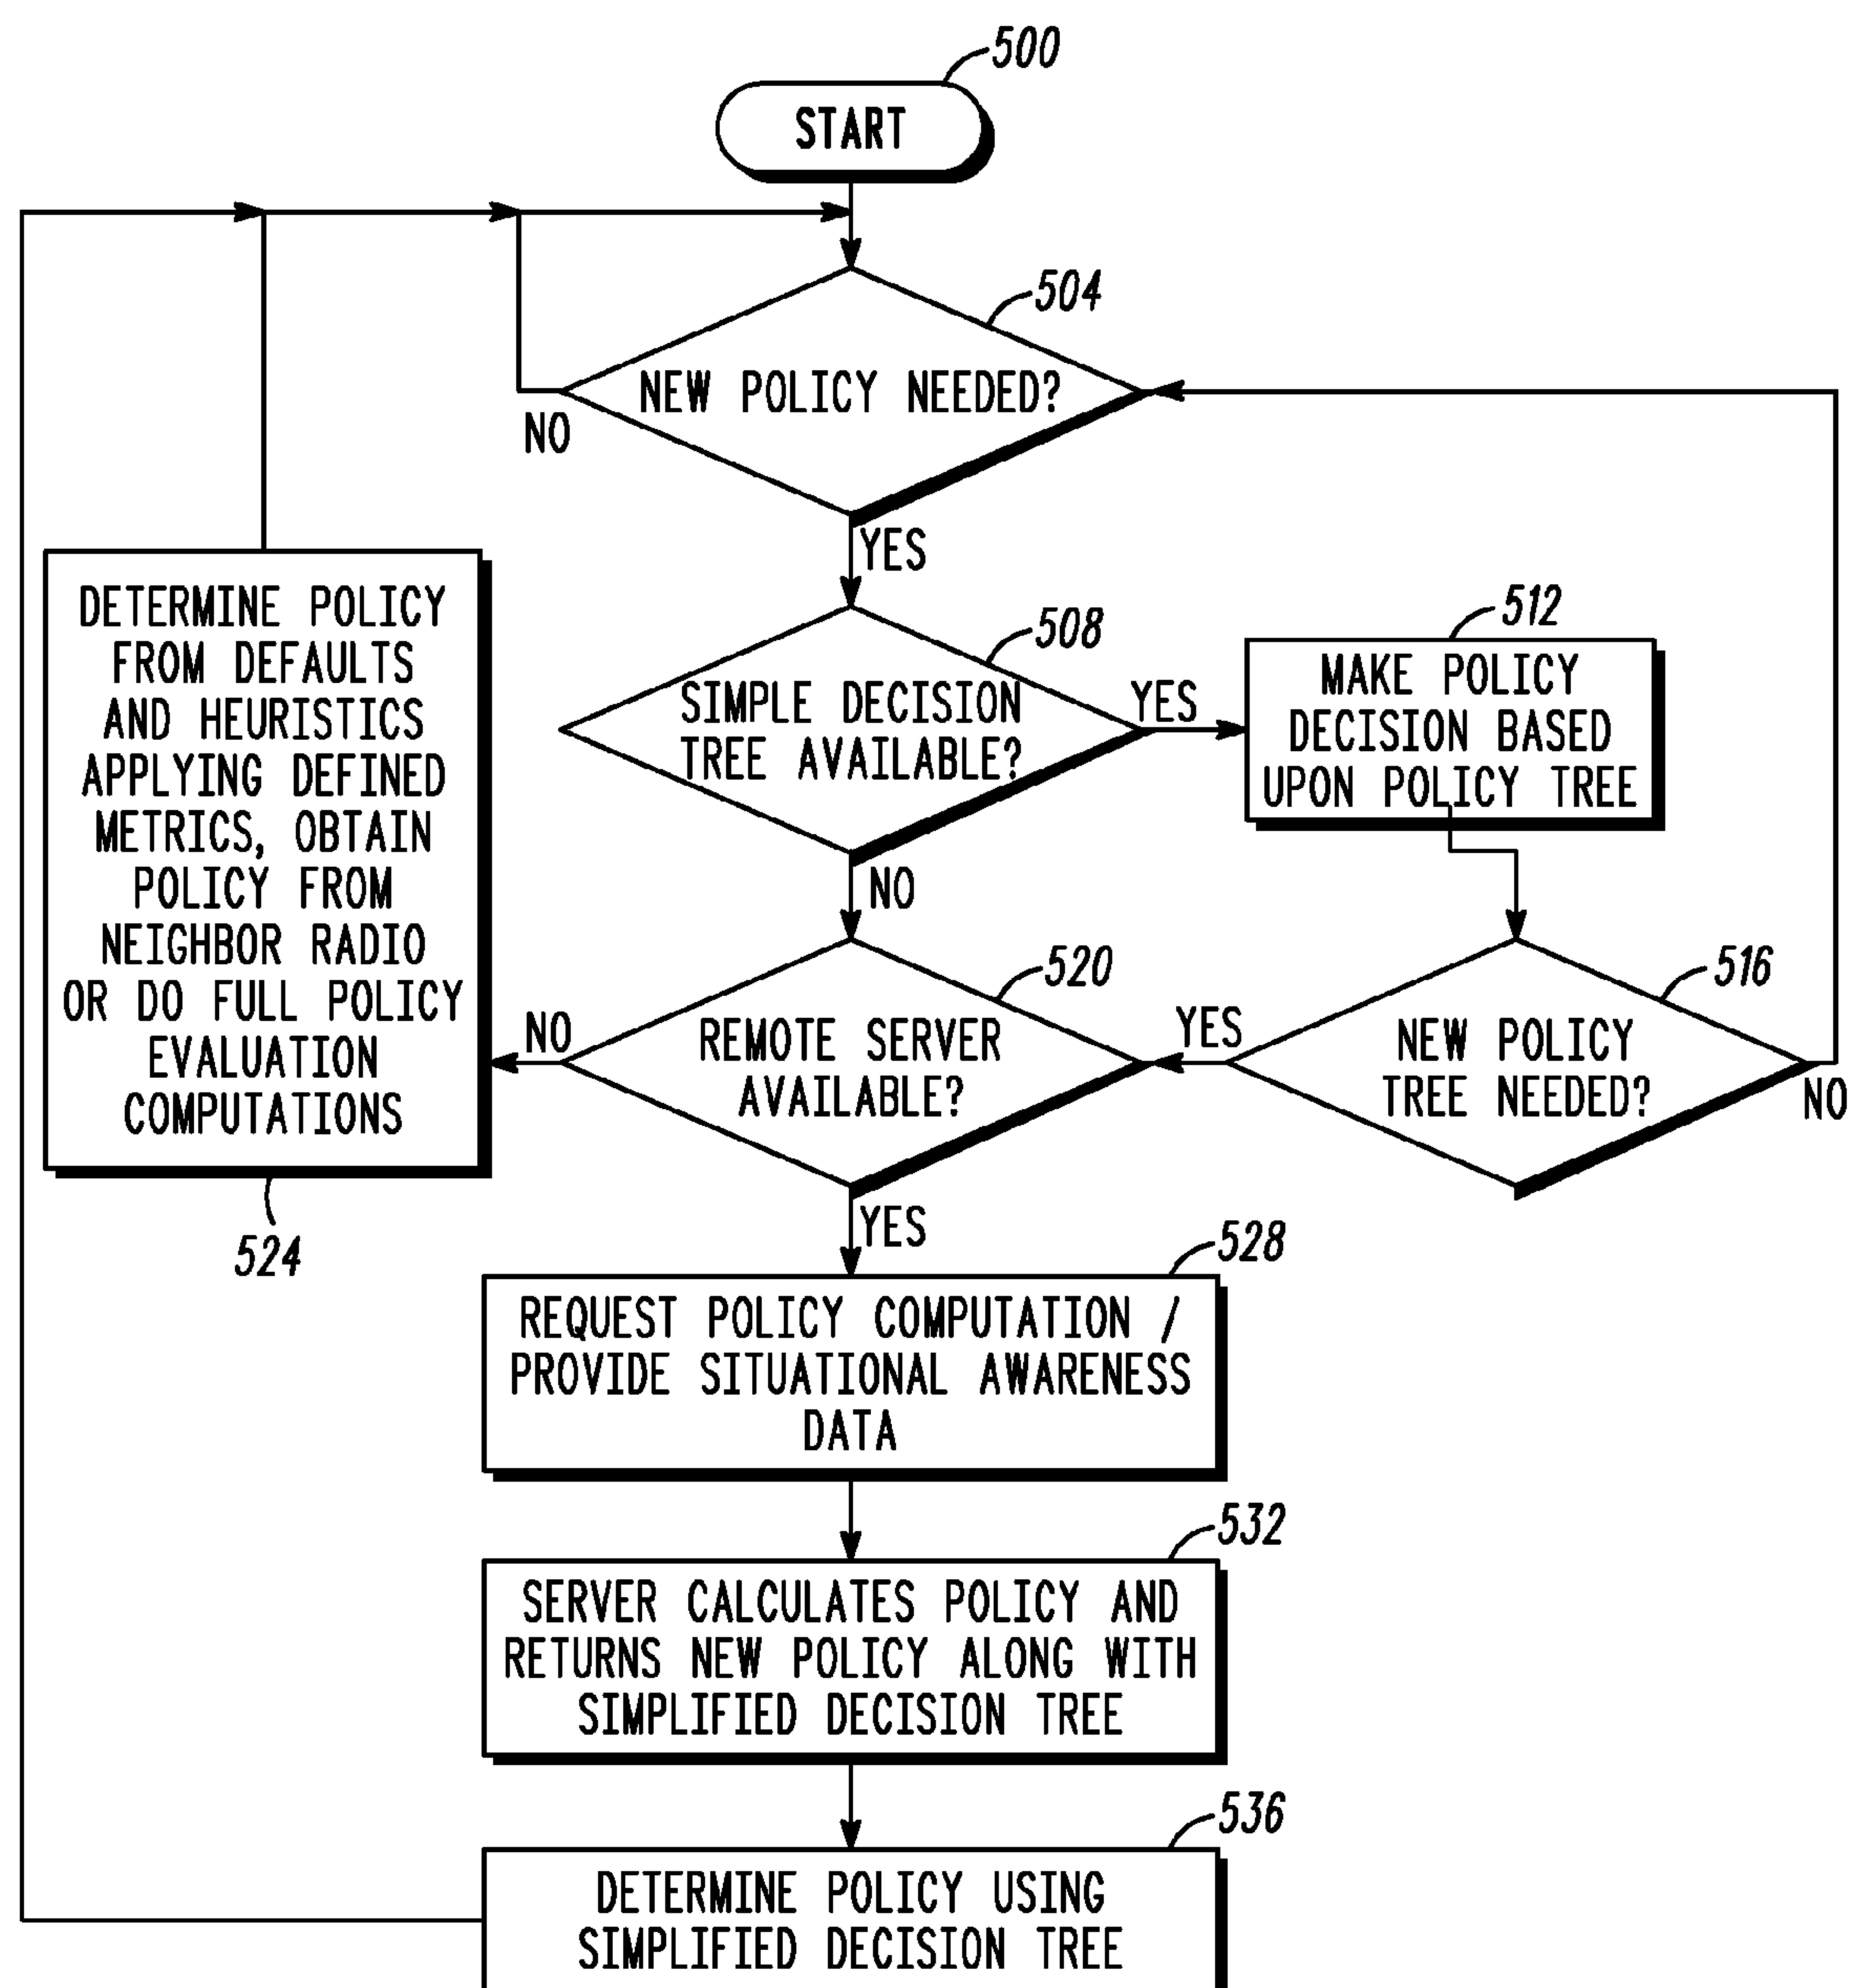 500
START
504
NEW POLICY NEEDED?
NO
YES
508
SIMPLE DECISION
TREE AVAILABLE?
YES
NO
512
MAKE POLICY
DECISION BASED
UPON POLICY TREE
DETERMINE POLICY
FROM DEFAULTS
AND HEURISTICS
APPLYING DEFINED
METRICS, OBTAIN
POLICY FROM
NEIGHBOR RADIO
OR DO FULL POLICY
EVALUATION
COMPUTATIONS
524
520
REMOTE SERVER
AVAILABLE?
NO
YES
516
NEW POLICY
TREE NEEDED?
YES
NO
528
REQUEST POLICY COMPUTATION /
PROVIDE SITUATIONAL AWARENESS
DATA
532
SERVER CALCULATES POLICY AND
RETURNS NEW POLICY ALONG WITH
SIMPLIFIED DECISION TREE
536
DETERMINE POLICY USING
SIMPLIFIED DECISION TREE